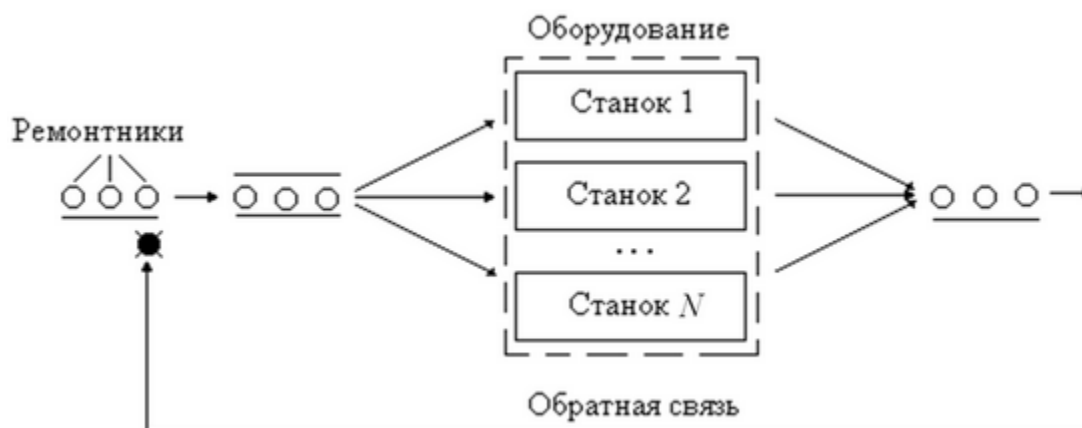 Оборудование
Ремонтники
Станок 1
Станок 2
...
Станок N
Обратная связь